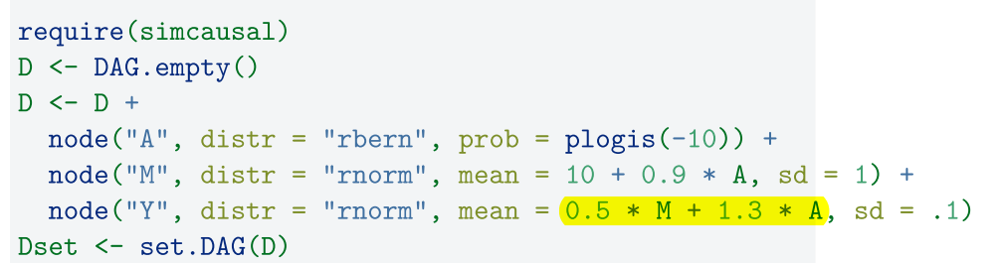 require(simcausal)
D <- DAG.empty()
D <- D +
  node("A", distr = "rbern", prob = plogis(-10)) +
  node("M", distr = "rnorm", mean = 10 + 0.9 * A, sd = 1) +
  node("Y", distr = "rnorm", mean = 0.5 * M + 1.3 * A, sd = .1)
Dset <- set.DAG(D)